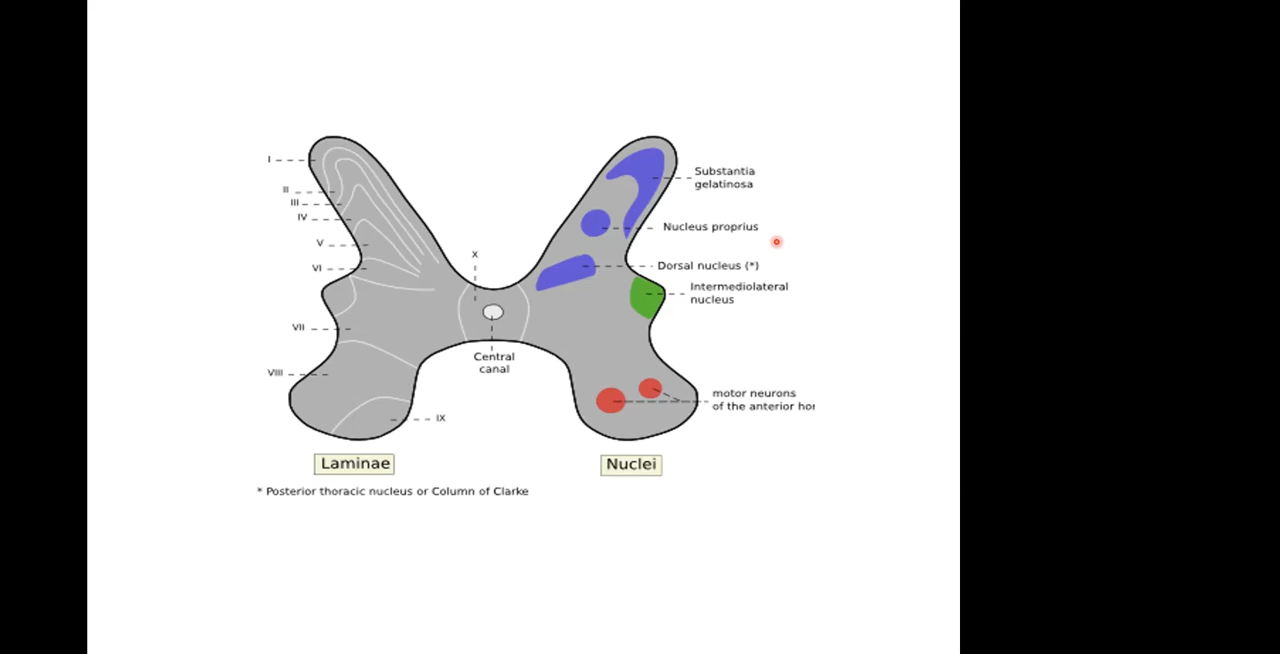 I
II
III
IV
V
VI
VII
VIII
IX
X
Central
canal
Substantia
gelatinosa
Nucleus proprius
Dorsal nucleus (*)
Intermediolateral
nucleus
motor neurons
of the anterior hor
Laminae
Nuclei
* Posterior thoracic nucleus or Column of Clarke